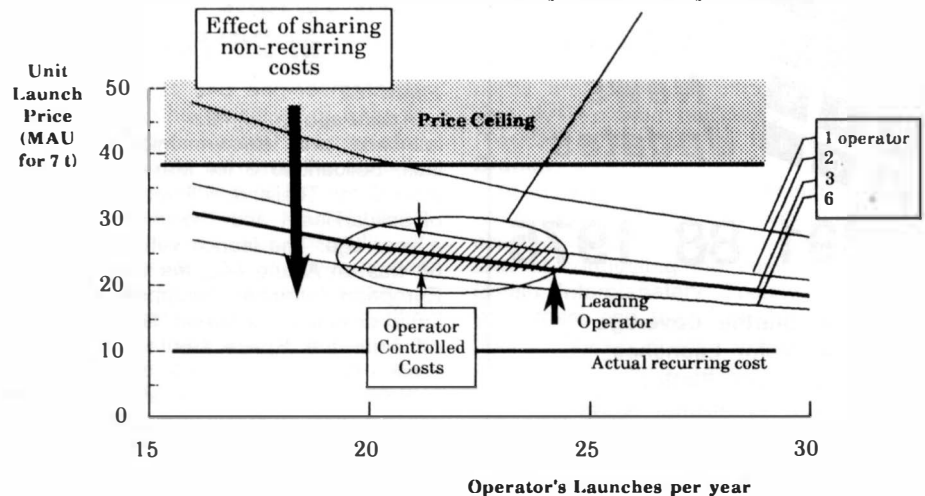 Effect of sharing
non-recurring
costs
Unit
Launch
Price
(MAU
for 7 t)
50
40
30
20
10
0
Price Ceiling
1 operator
2
3
6
Operator
Controlled
Costs
Leading
Operator
Actual recurring cost
15
20
25
30
Operator's Launches per year